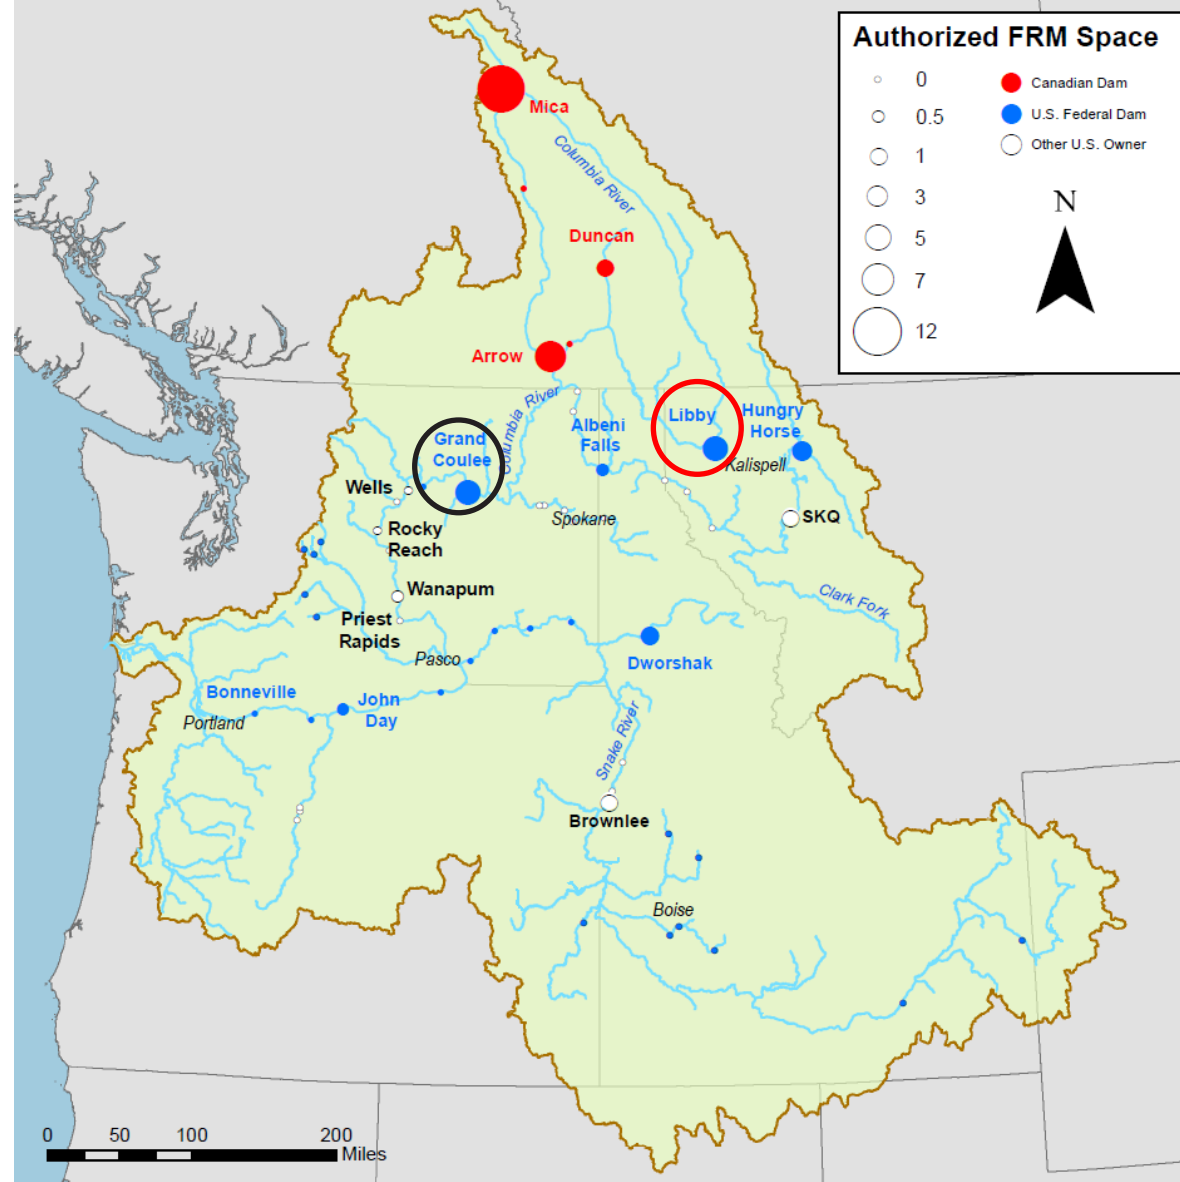 Authorized FRM Space
0
0.5
1
3
5
7
12
Canadian Dam
U.S. Federal Dam
Other U.S. Owner
N
Mica
Columbia River
Duncan
Arrow
Columbia River
Libby
Hungry
Horse
Albeni
Falls
Grand
Coulee
Kalispell
Wells
Spokane
SKQ
Rocky
Reach
Wanapum
Clark Fork
Priest
Rapids
Pasco
Dworshak
Bonneville
John
Day
Portland
Snake River
Brownlee
Boise
0 50 100 200
Miles